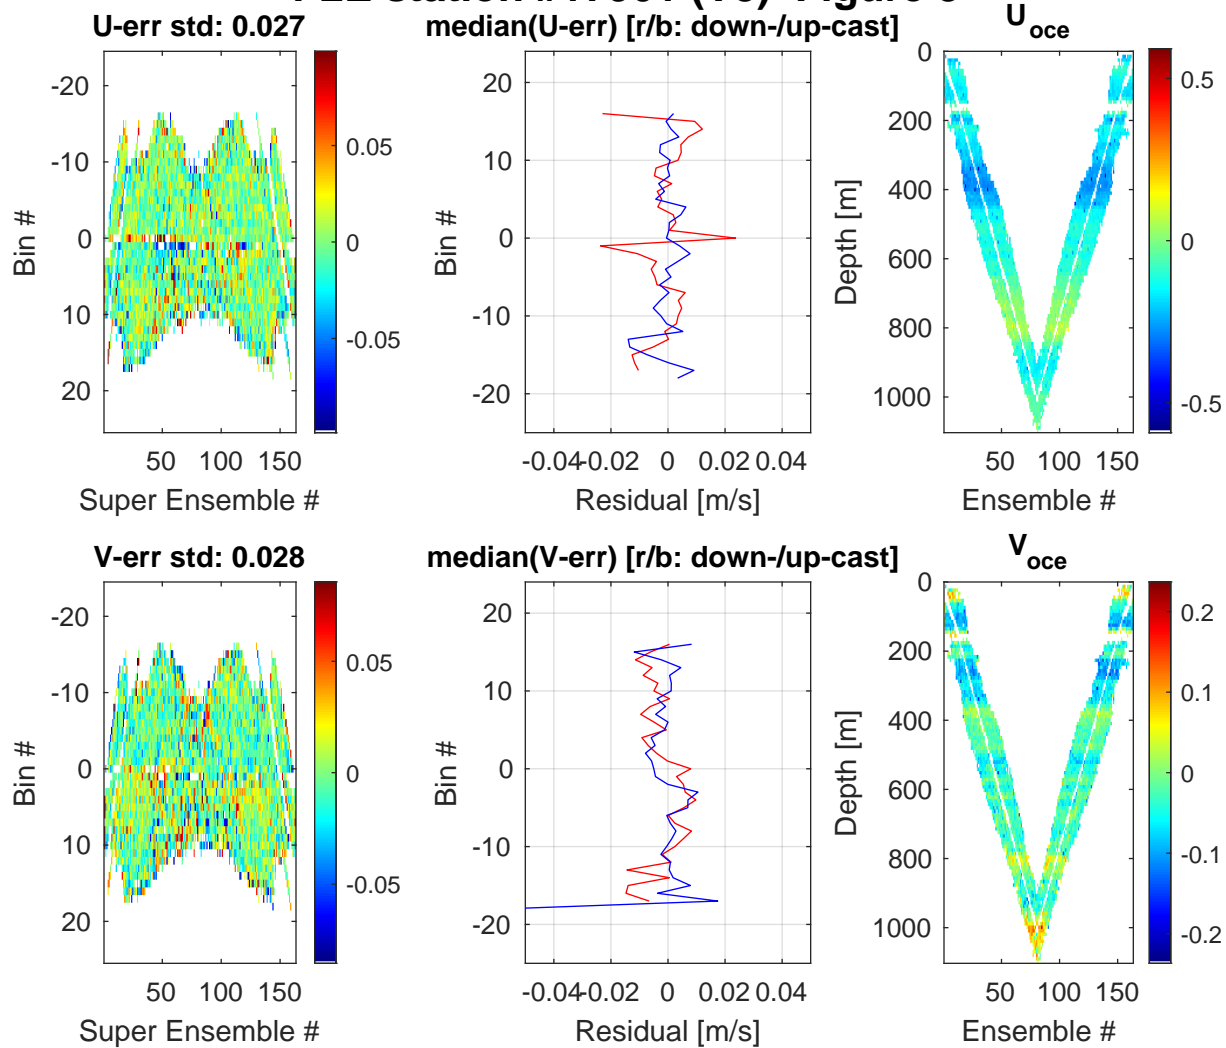 U-err std: 0.027
median(U-err) [r/b: down-/up-cast]
U_oce
-20
-10
0
10
20
50 100 150
Super Ensemble #
Bin #
0.05
0
-0.05
20
10
0
-10
-20
-0.04 -0.02 0 0.02 0.04
Residual [m/s]
Bin #
0
200
400
600
800
1000
50 100 150
Ensemble #
Depth [m]
0.5
0
-0.5
V-err std: 0.028
median(V-err) [r/b: down-/up-cast]
V_oce
-20
-10
0
10
20
50 100 150
Super Ensemble #
Bin #
0.05
0
-0.05
20
10
0
-10
-20
-0.04 -0.02 0 0.02 0.04
Residual [m/s]
Bin #
0
200
400
600
800
1000
50 100 150
Ensemble #
Depth [m]
0.2
0.1
0
-0.1
-0.2